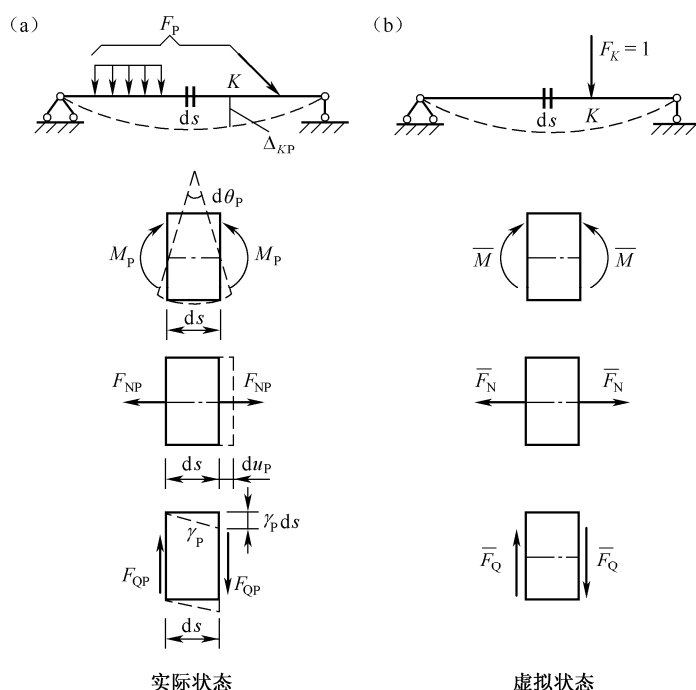 (a) F_P (b)
F_K = 1
K
ds ds K
Δ_KP
dθ_P
M_P M_P M̅ M̅
ds
F_NP F_NP F̅_N F̅_N
ds du_P
γ_P γ_P ds
F_QP F_QP F̅_Q F̅_Q
ds
实际状态 虚拟状态